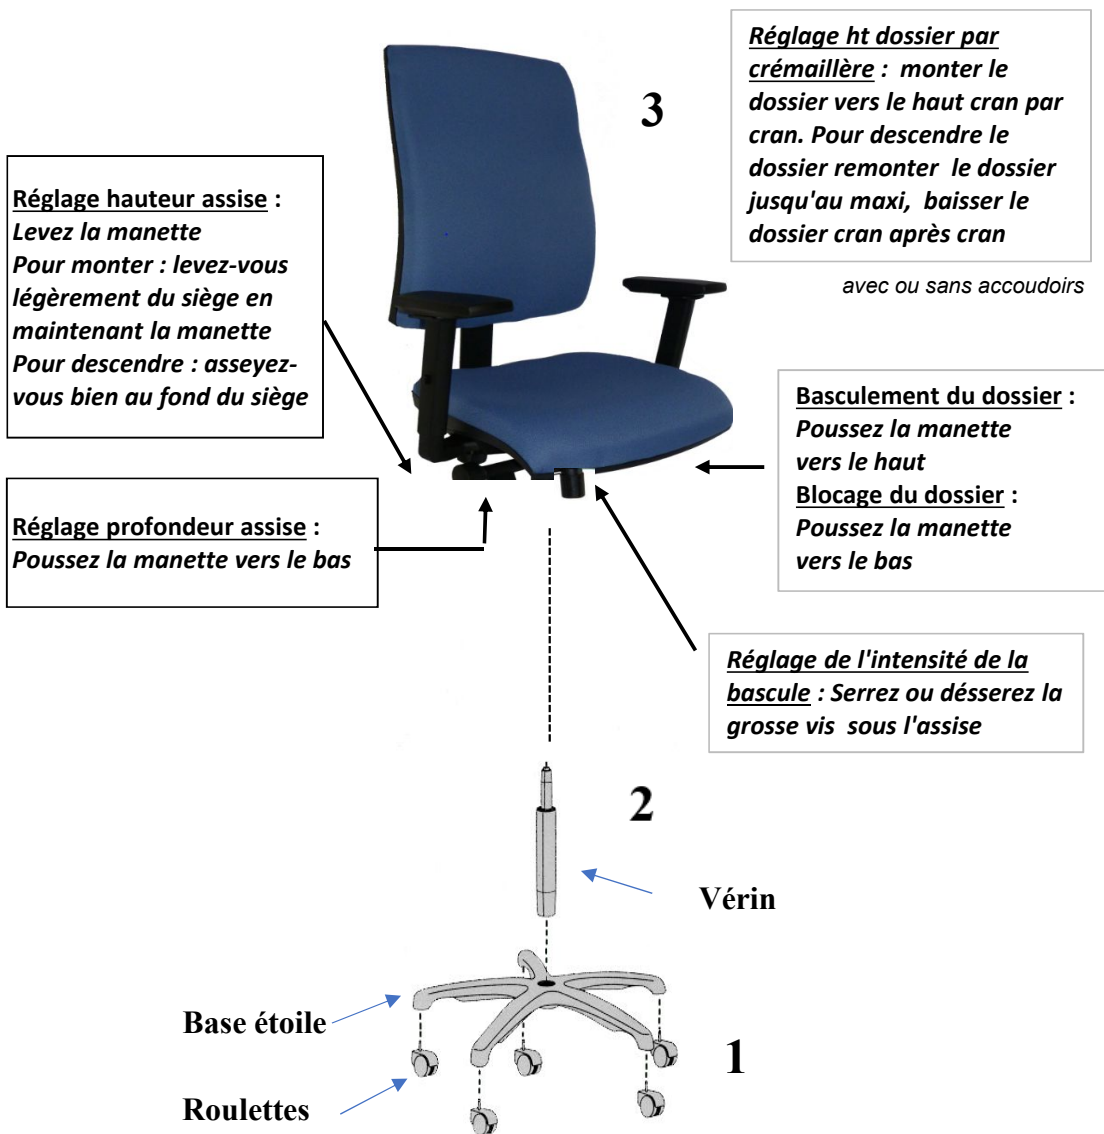 Réglage ht dossier par
crémaillère : monter le
dossier vers le haut cran par
cran. Pour descendre le
dossier remonter le dossier
jusqu'au maxi, baisser le
dossier cran après cran
3
Réglage hauteur assise :
Levez la manette
Pour monter : levez-vous
légèrement du siège en
maintenant la manette
Pour descendre : asseyez-
vous bien au fond du siège
avec ou sans accoudoirs
Basculement du dossier :
Poussez la manette
vers le haut
Blocage du dossier :
Poussez la manette
vers le bas
Réglage profondeur assise :
Poussez la manette vers le bas
Réglage de l'intensité de la
bascule : Serrez ou désserez la
grosse vis sous l'assise
2
Vérin
Base étoile
1
Roulettes